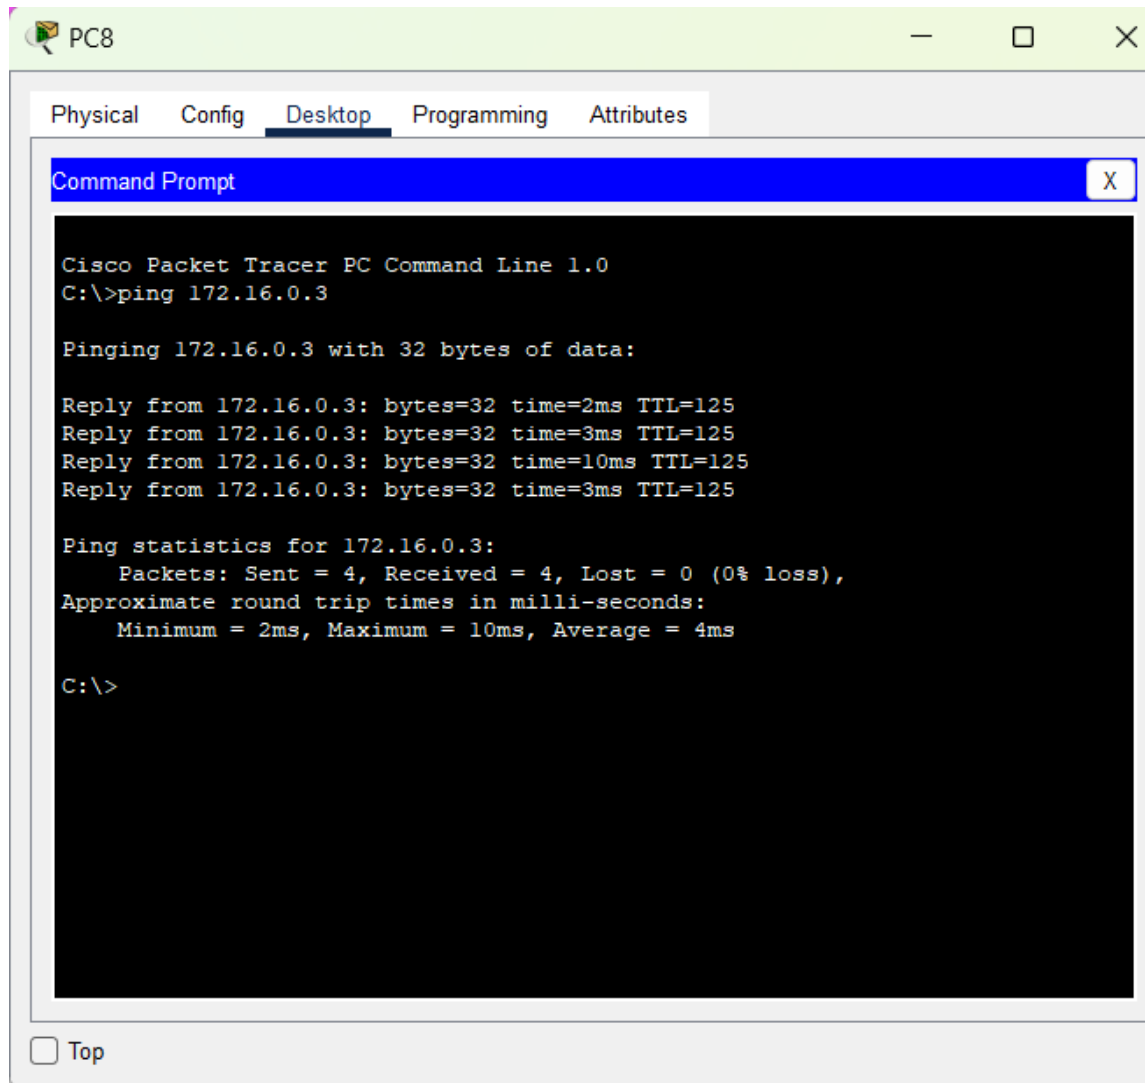 PC8
Physical Config Desktop Programming Attributes
Command Prompt X
Cisco Packet Tracer PC Command Line 1.0
C:\>ping 172.16.0.3
Pinging 172.16.0.3 with 32 bytes of data:
Reply from 172.16.0.3: bytes=32 time=2ms TTL=125
Reply from 172.16.0.3: bytes=32 time=3ms TTL=125
Reply from 172.16.0.3: bytes=32 time=10ms TTL=125
Reply from 172.16.0.3: bytes=32 time=3ms TTL=125
Ping statistics for 172.16.0.3:
    Packets: Sent = 4, Received = 4, Lost = 0 (0% loss),
Approximate round trip times in milli-seconds:
    Minimum = 2ms, Maximum = 10ms, Average = 4ms
C:\>
Top